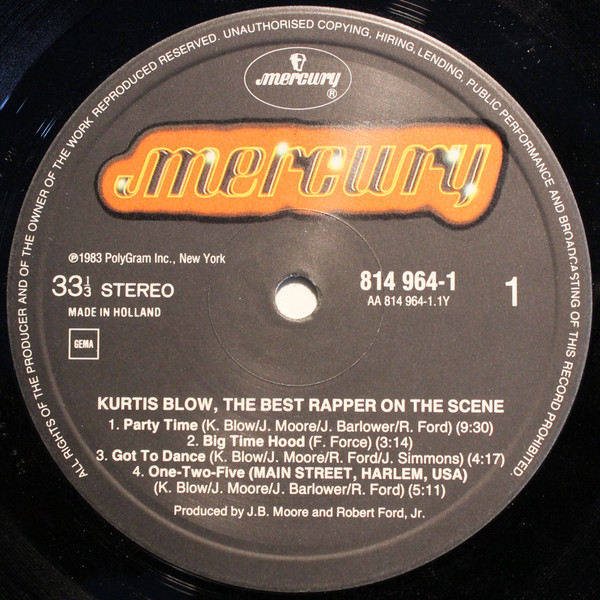 ALL RIGHTS OF THE PRODUCER AND OF THE OWNER OF THE WORK REPRODUCED RESERVED. UNAUTHORISED COPYING, HIRING, LENDING, PUBLIC PERFORMANCE AND BROADCASTING OF THIS RECORD PROHIBITED.
mercury
®
mercury
℗1983 PolyGram Inc., New York
33 1/3 STEREO
814 964-1
1
AA 814 964-1.1Y
MADE IN HOLLAND
GEMA
KURTIS BLOW, THE BEST RAPPER ON THE SCENE
1. Party Time (K. Blow/J. Moore/J. Barlower/R. Ford) (9:30)
2. Big Time Hood (F. Force) (3:14)
3. Got To Dance (K. Blow/J. Moore/R. Ford/J. Simmons) (4:17)
4. One-Two-Five (MAIN STREET, HARLEM, USA)
(K. Blow/J. Moore/J. Barlower/R. Ford) (5:11)
Produced by J.B. Moore and Robert Ford, Jr.